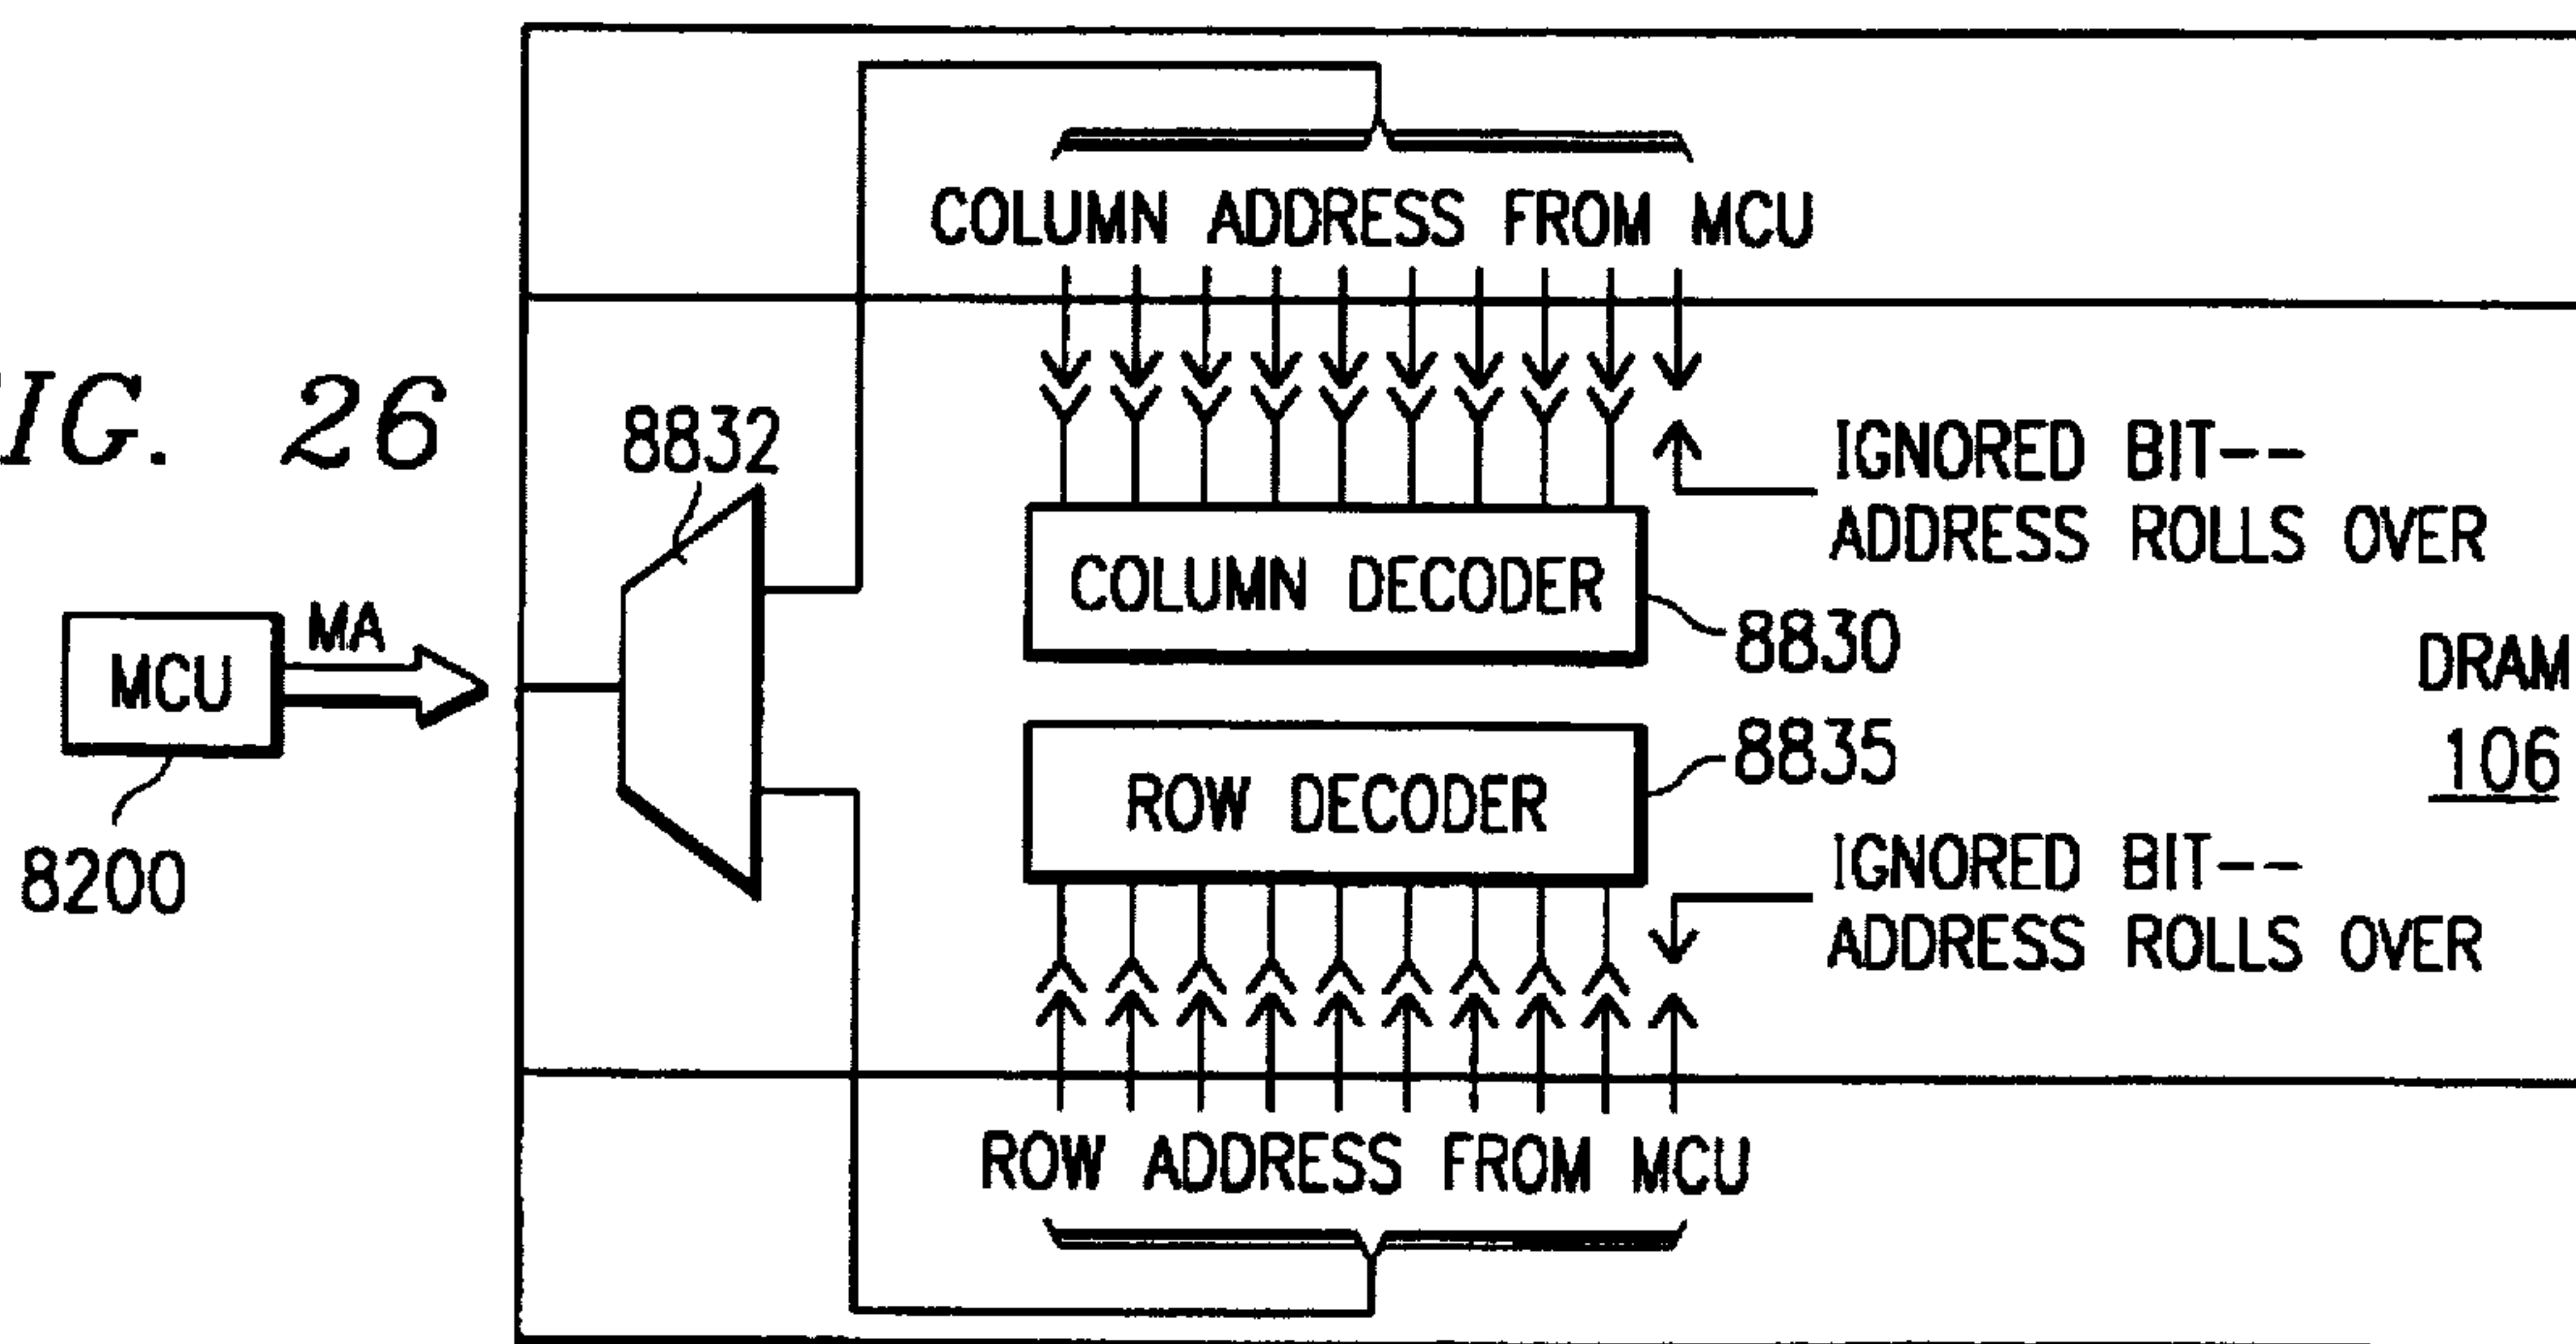 COLUMN ADDRESS FROM MCU
IG. 26
8832
IGNORED BIT--
ADDRESS ROLLS OVER
COLUMN DECODER
8830
MCU
MA
8200
DRAM
106
ROW DECODER
8835
IGNORED BIT--
ADDRESS ROLLS OVER
ROW ADDRESS FROM MCU